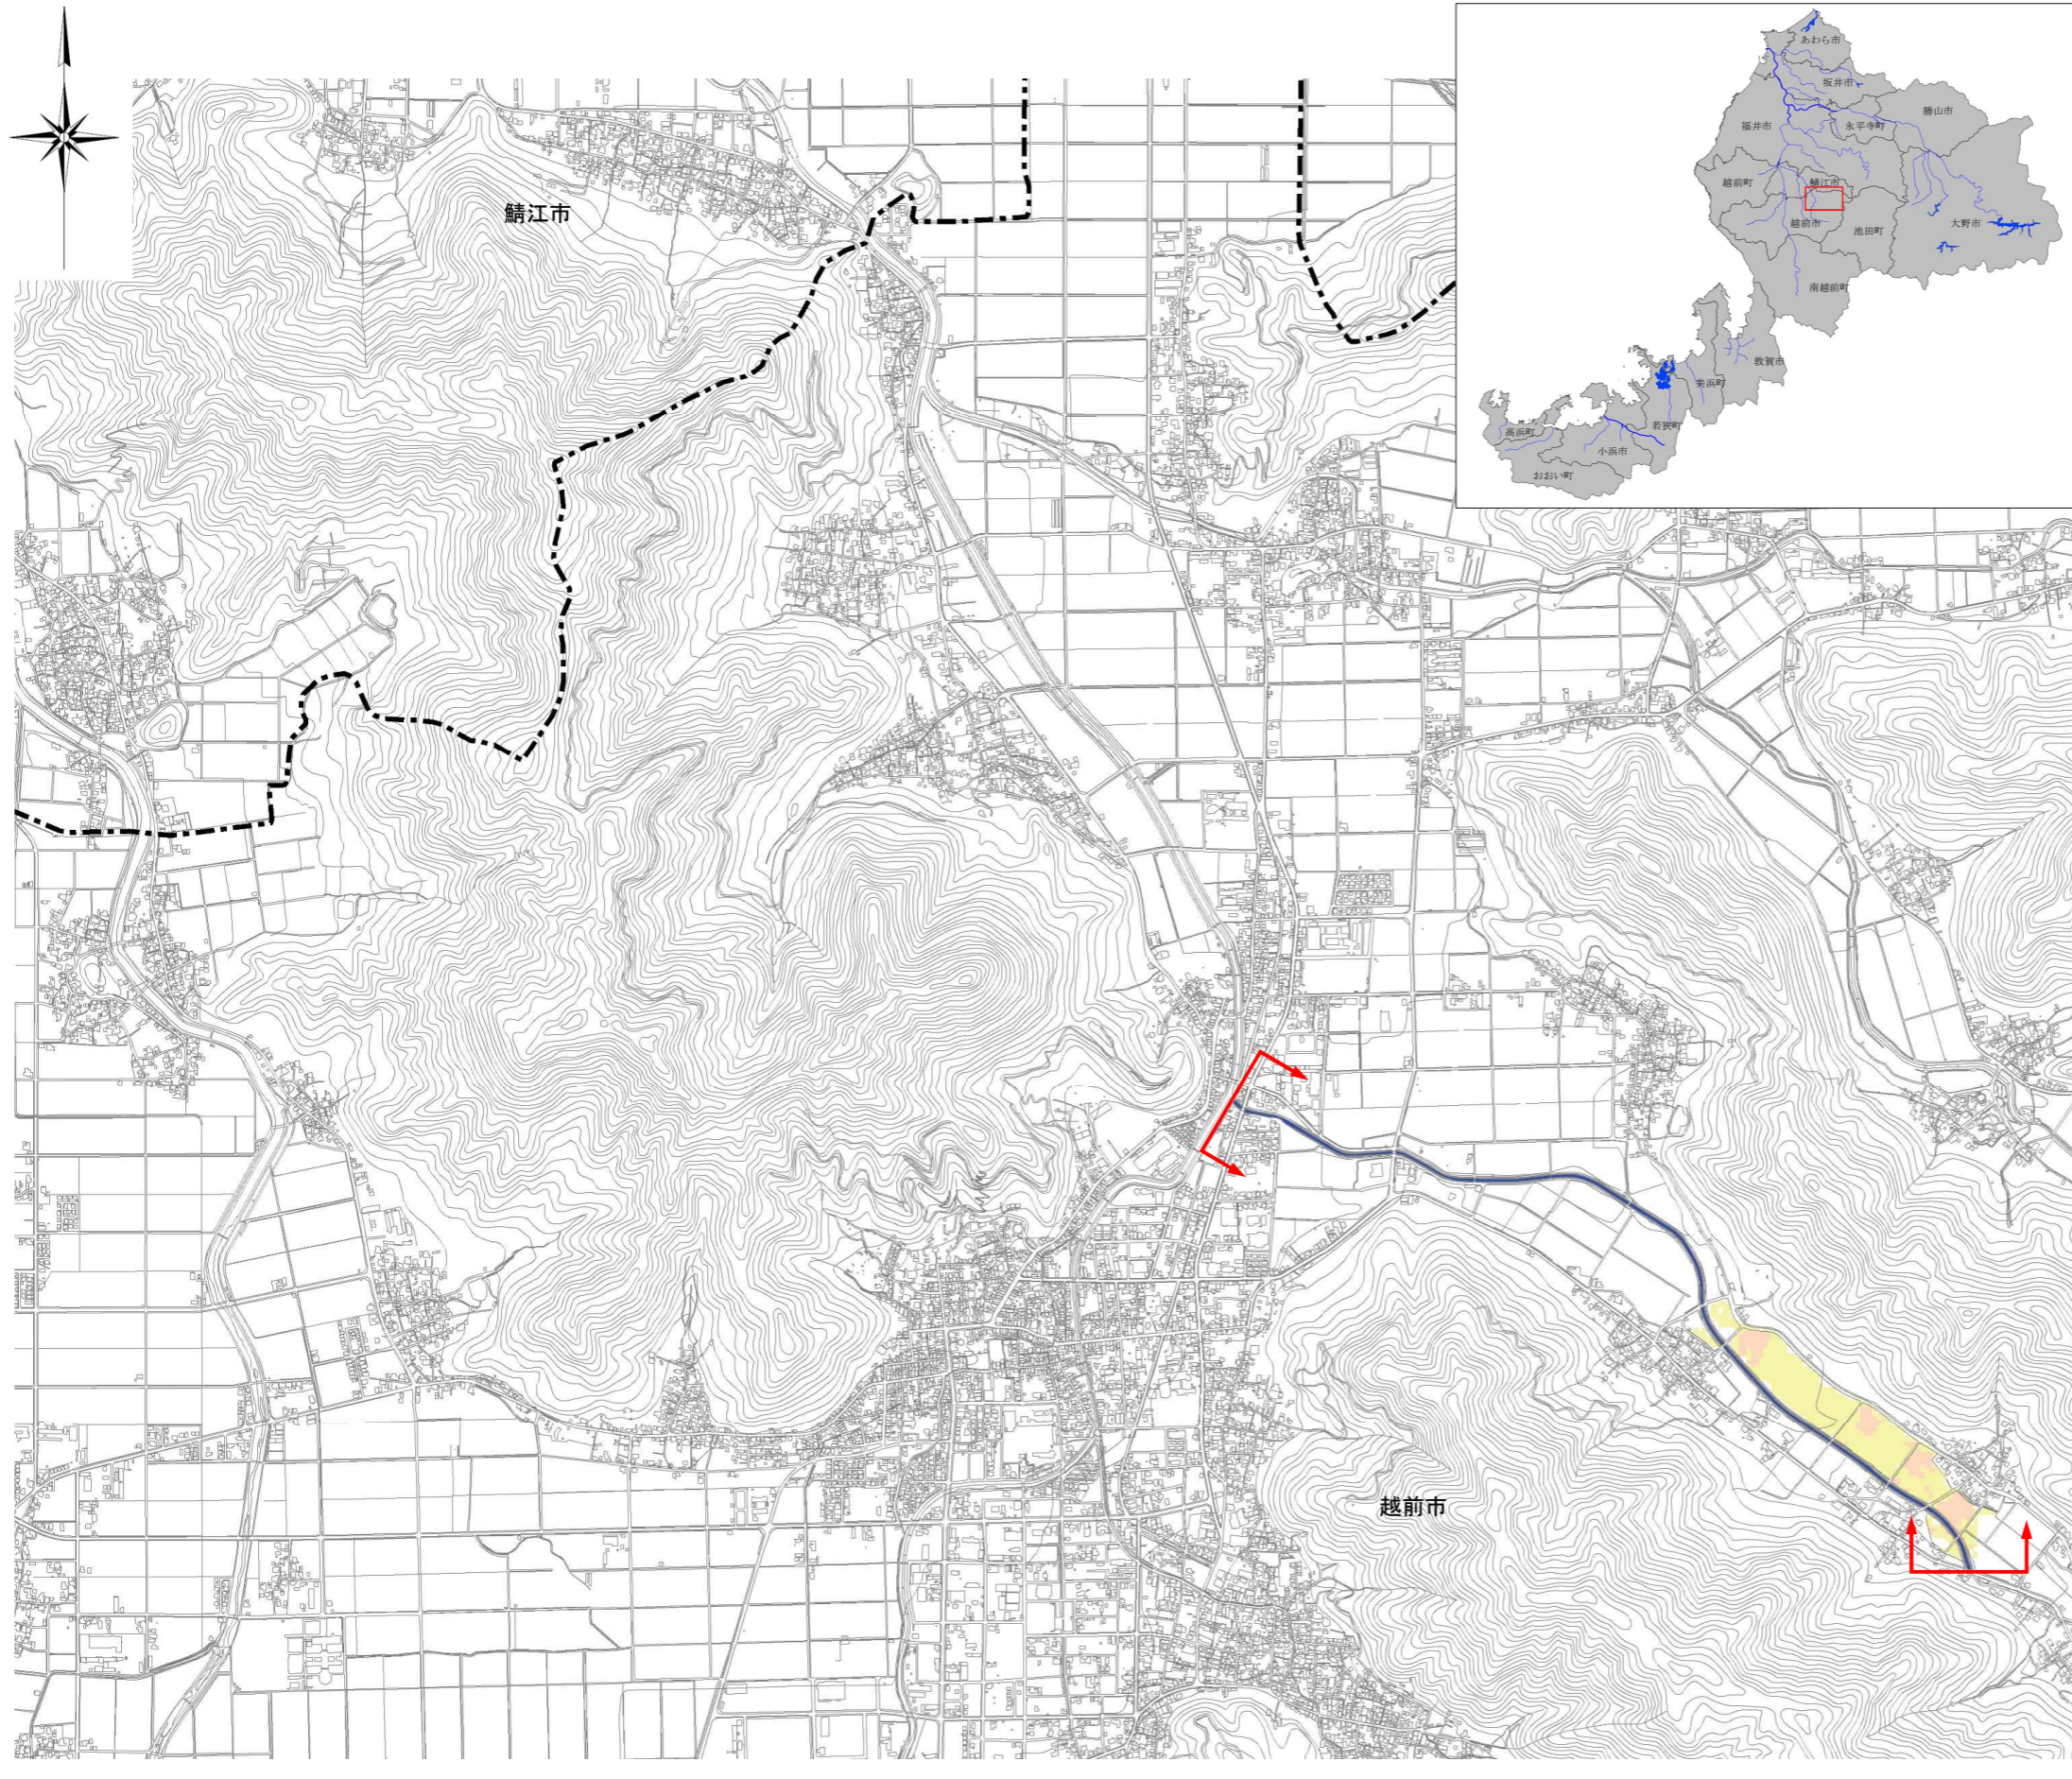 あわら市
坂井市
勝山市
福井市
永平寺町
越前町
鯖江市
越前市
池田町
大野市
南越前町
敦賀市
美浜町
若狭町
高浜町
小浜市
おおい町
鯖江市
越前市